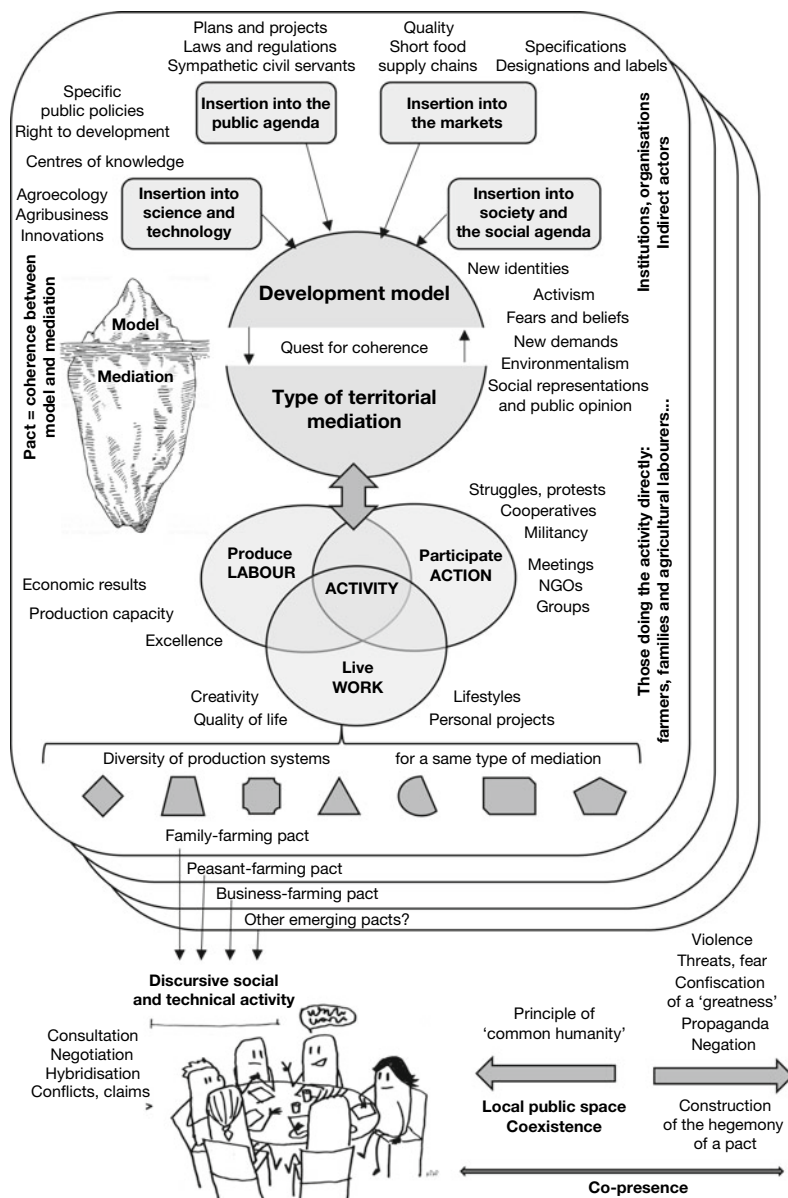 Plans and projects
Laws and regulations
Sympathetic civil servants
Quality
Short food
supply chains
Specifications
Designations and labels
Specific
public policies
Right to development
Insertion into the
public agenda
Insertion into
the markets
Centres of knowledge
Agroecology
Agribusiness
Innovations
Insertion into
science and
technology
Insertion into
society and
the social agenda
Institutions, organisations
Indirect actors
New identities
Activism
Fears and beliefs
New demands
Environmentalism
Social representations
and public opinion
Development model
Quest for coherence
Type of territorial
mediation
Pact = coherence between
model and mediation
Model
Mediation
Struggles, protests
Cooperatives
Militancy
Meetings
NGOs
Groups
Produce
LABOUR
Participate
ACTION
ACTIVITY
Live
WORK
Economic results
Production capacity
Excellence
Creativity
Quality of life
Lifestyles
Personal projects
Those doing the activity directly:
farmers, families and agricultural labourers...
Diversity of production systems
for a same type of mediation
Family-farming pact
Peasant-farming pact
Business-farming pact
Other emerging pacts?
Discursive social
and technical activity
Consultation
Negotiation
Hybridisation
Conflicts, claims
Principle of
‘common humanity’
Violence
Threats, fear
Confiscation
of a ‘greatness’
Propaganda
Negation
Local public space
Coexistence
Construction
of the hegemony
of a pact
Co-presence